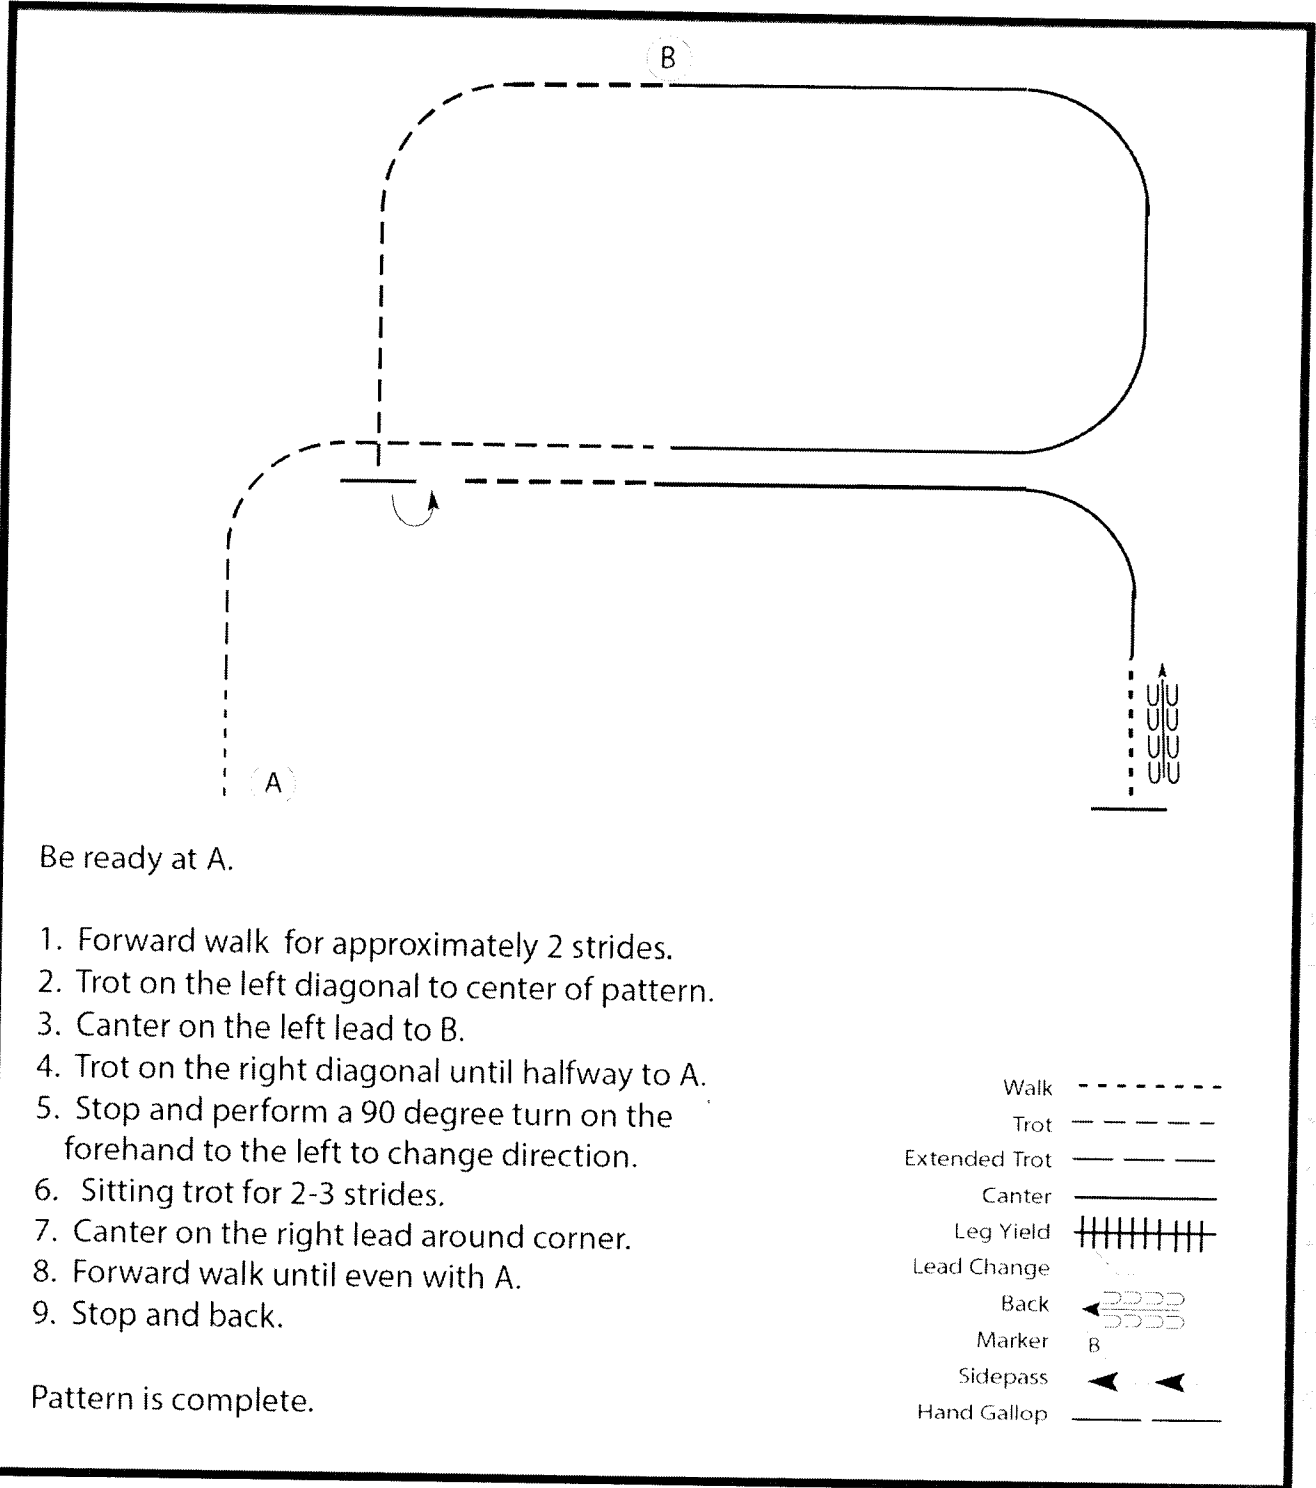 B
A
Be ready at A.
1. Forward walk for approximately 2 strides.
2. Trot on the left diagonal to center of pattern.
3. Canter on the left lead to B.
4. Trot on the right diagonal until halfway to A.
5. Stop and perform a 90 degree turn on the
forehand to the left to change direction.
6. Sitting trot for 2-3 strides.
7. Canter on the right lead around corner.
8. Forward walk until even with A.
9. Stop and back.
Pattern is complete.
Walk
Trot
Extended Trot
Canter
Leg Yield
Lead Change
Back
Marker B
Sidepass
Hand Gallop